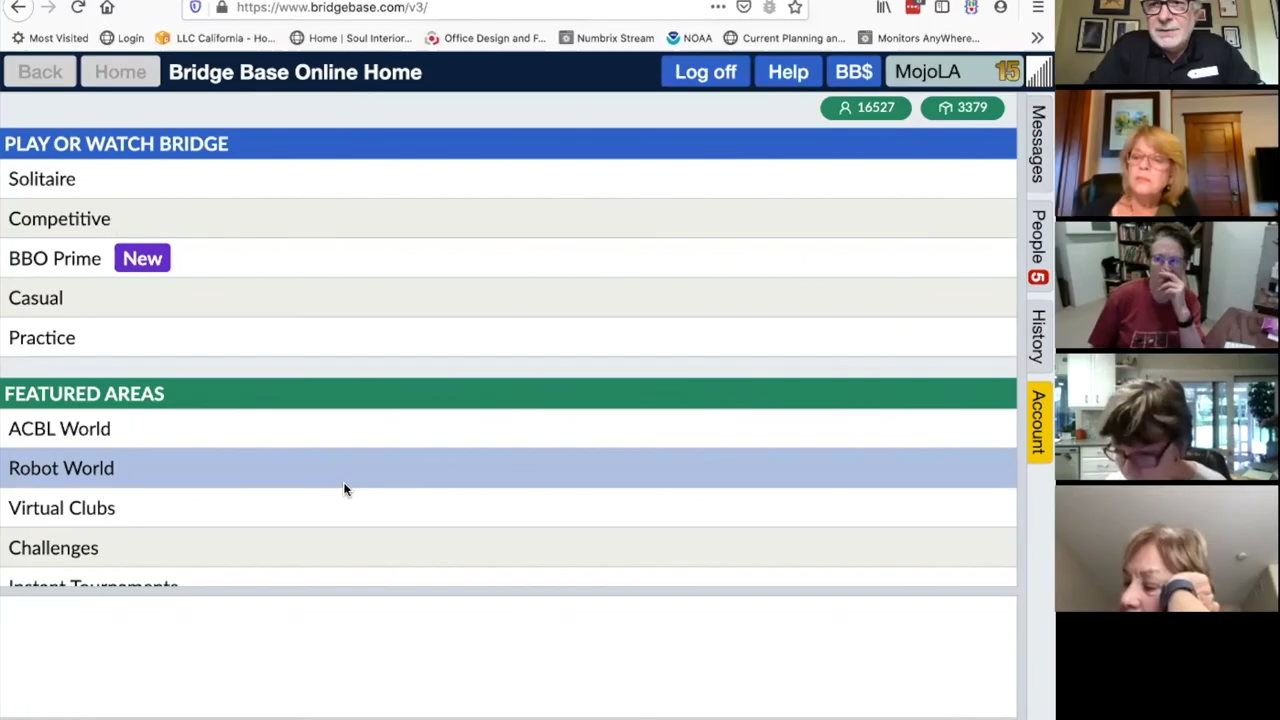 https://www.bridgebase.com/v3/
Most Visited Login LLC California - Ho... Home | Soul Interior... Office Design and F... Numbrix Stream NOAA Current Planning an... Monitors AnyWhere...
Back Home Bridge Base Online Home Log off Help BB$ MojoLA 15
16527 3379
PLAY OR WATCH BRIDGE
Solitaire
Competitive
BBO Prime New
Casual
Practice
FEATURED AREAS
ACBL World
Robot World
Virtual Clubs
Challenges
Instant Tournaments
Messages
People 5
History
Account